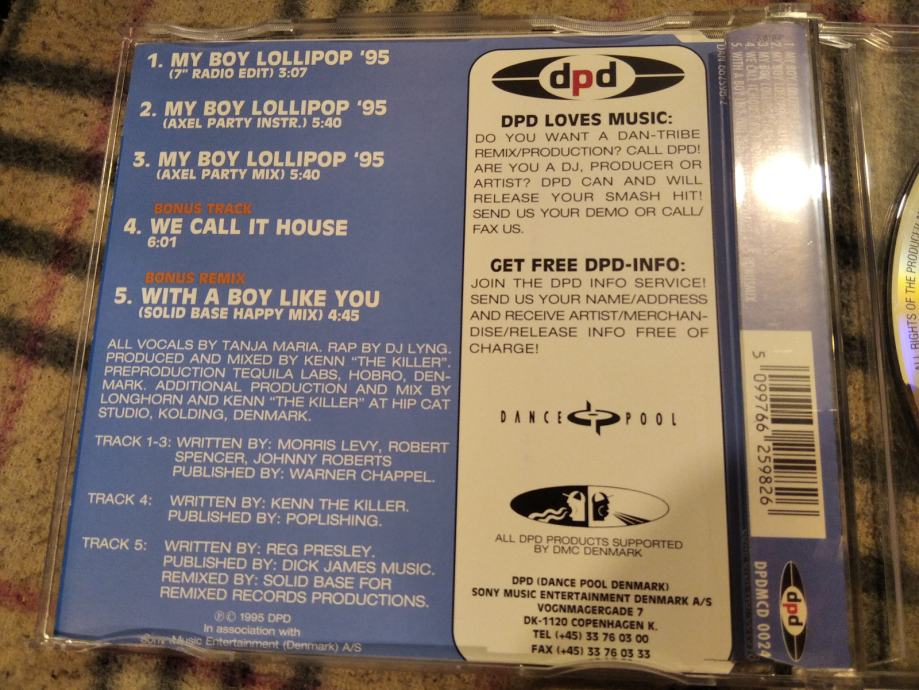 1. MY BOY LOLLIPOP '95
(7" RADIO EDIT) 3:07
2. MY BOY LOLLIPOP '95
(AXEL PARTY INSTR.) 5:40
3. MY BOY LOLLIPOP '95
(AXEL PARTY MIX) 5:40
BONUS TRACK
4. WE CALL IT HOUSE
6:01
BONUS REMIX
5. WITH A BOY LIKE YOU
(SOLID BASE HAPPY MIX) 4:45
ALL VOCALS BY TANJA MARIA. RAP BY DJ LYNG.
PRODUCED AND MIXED BY KENN "THE KILLER".
PREPRODUCTION TEQUILA LABS, HOBRO, DEN-
MARK. ADDITIONAL PRODUCTION AND MIX BY
LONGHORN AND KENN "THE KILLER" AT HIP CAT
STUDIO, KOLDING, DENMARK.
TRACK 1-3: WRITTEN BY: MORRIS LEVY, ROBERT
SPENCER, JOHNNY ROBERTS
PUBLISHED BY: WARNER CHAPPEL.
TRACK 4: WRITTEN BY: KENN THE KILLER.
PUBLISHED BY: POPLISHING.
TRACK 5: WRITTEN BY: REG PRESLEY.
PUBLISHED BY: DICK JAMES MUSIC.
REMIXED BY: SOLID BASE FOR
REMIXED RECORDS PRODUCTIONS.
℗© 1995 DPD
In association with
Sony Music Entertainment (Denmark) A/S
dpd
DPD LOVES MUSIC:
DO YOU WANT A DAN-TRIBE
REMIX/PRODUCTION? CALL DPD!
ARE YOU A DJ, PRODUCER OR
ARTIST? DPD CAN AND WILL
RELEASE YOUR SMASH HIT!
SEND US YOUR DEMO OR CALL/
FAX US.
GET FREE DPD-INFO:
JOIN THE DPD INFO SERVICE!
SEND US YOUR NAME/ADDRESS
AND RECEIVE ARTIST/MERCHAN-
DISE/RELEASE INFO FREE OF
CHARGE!
DANCE POOL
ALL DPD PRODUCTS SUPPORTED
BY DMC DENMARK
DPD (DANCE POOL DENMARK)
SONY MUSIC ENTERTAINMENT DENMARK A/S
VOGNMAGERGADE 7
DK-1120 COPENHAGEN K.
TEL (+45) 33 76 03 00
FAX (+45) 33 76 03 33
5 099766 259826
dpd
DPDMCD 0024
ALL RIGHTS OF THE PRODUCER